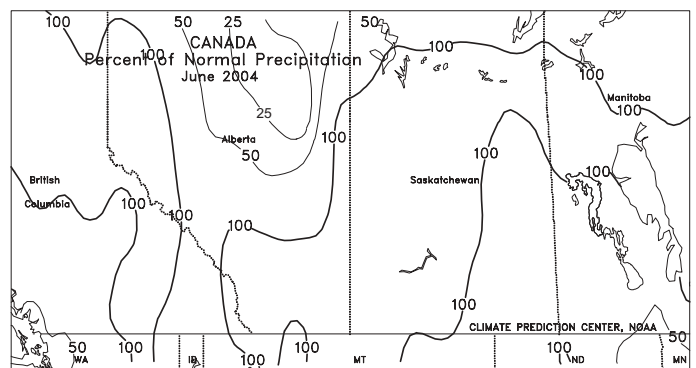 100
50
25
50
CANADA
Percent of Normal Precipitation
June 2004
100
100
100
25
Manitoba
100
Alberta
100
50
100
100
British
Saskatchewan
Columbia
100
100
100
100
CLIMATE PREDICTION CENTER, NOAA
50
50
100
100
100
WA
ID
100
MT
ND
MN